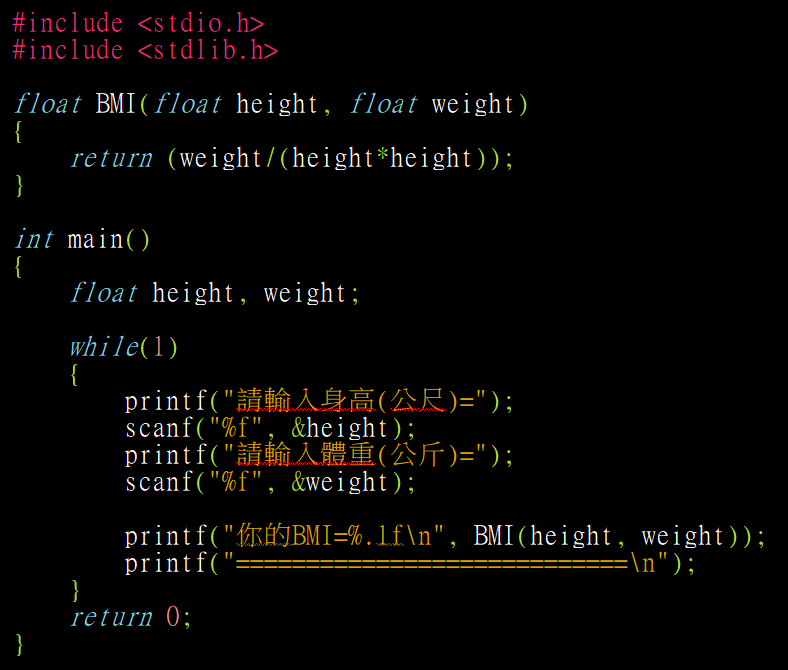 #include <stdio.h>
#include <stdlib.h>
float BMI(float height, float weight)
{
    return (weight/(height*height));
}
int main()
{
    float height, weight;
    while(1)
    {
        printf("請輸入身高(公尺)=");
        scanf("%f", &height);
        printf("請輸入體重(公斤)=");
        scanf("%f", &weight);
        printf("你的BMI=%.1f\n", BMI(height, weight));
        printf("============================\n");
    }
    return 0;
}